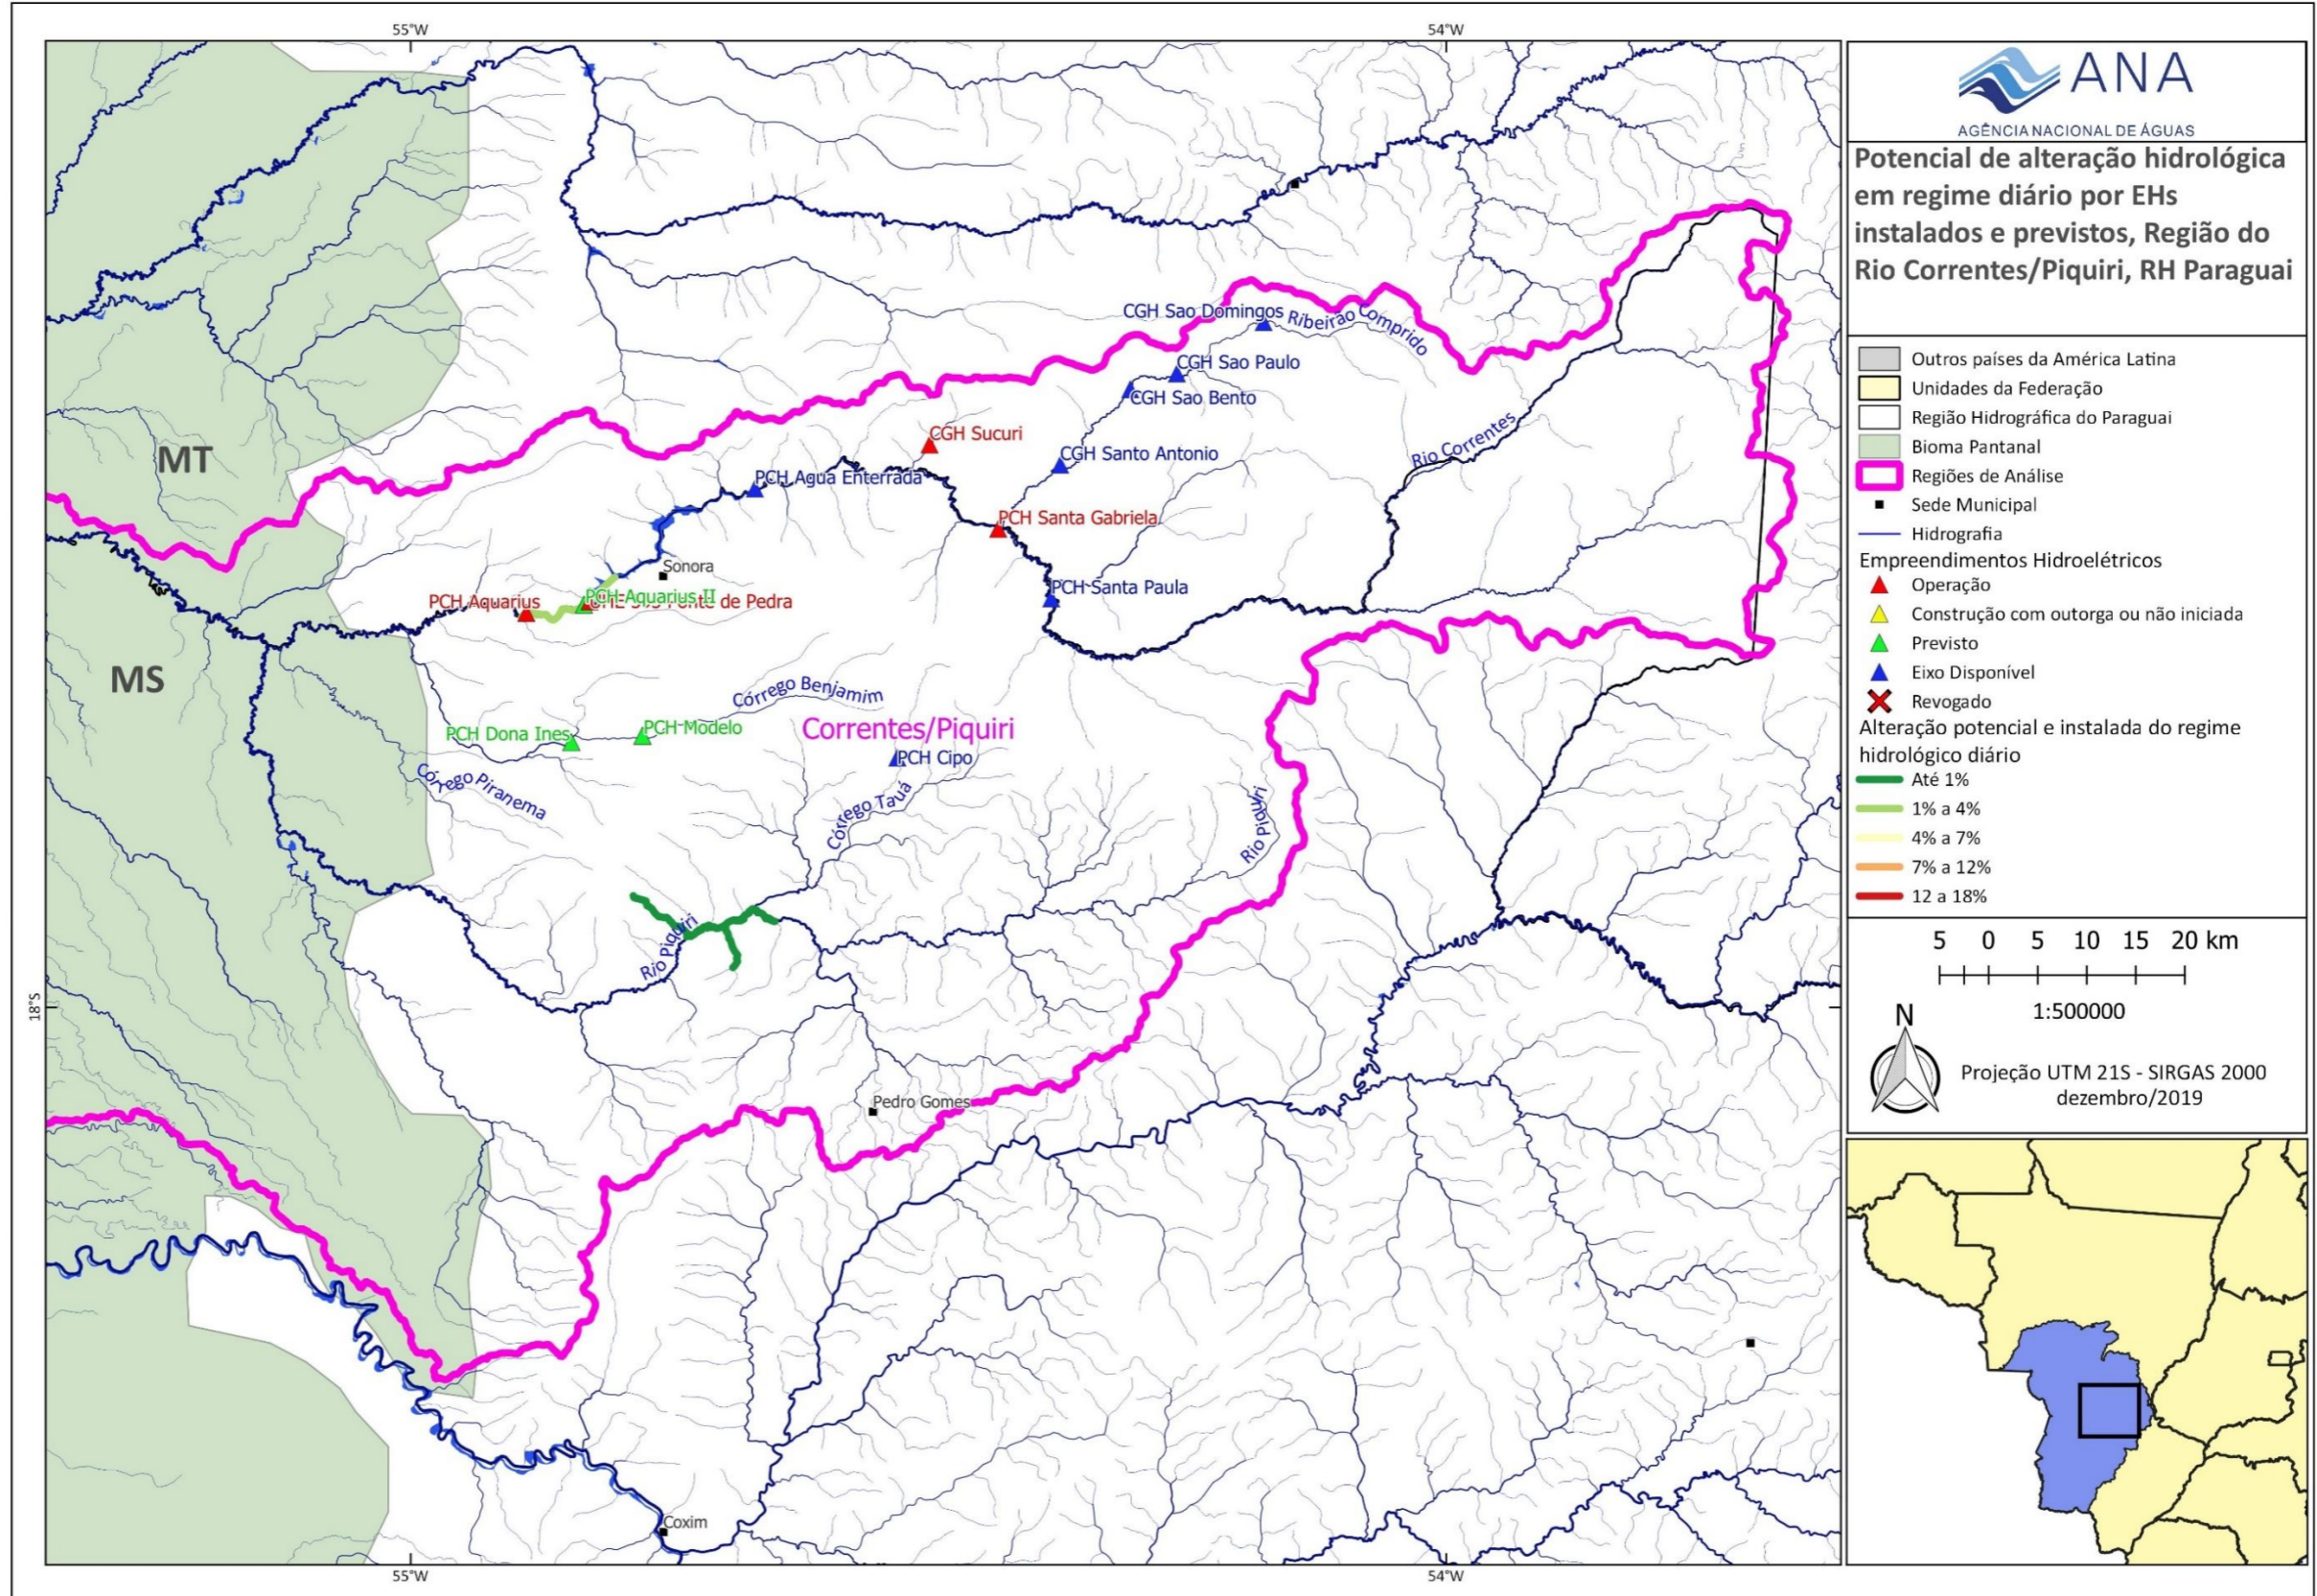 55°W
54°W
ANA
AGÊNCIA NACIONAL DE ÁGUAS
Potencial de alteração hidrológica
em regime diário por EHs
instalados e previstos, Região do
Rio Correntes/Piquiri, RH Paraguai
Outros países da América Latina
Unidades da Federação
Região Hidrográfica do Paraguai
Bioma Pantanal
Regiões de Análise
Sede Municipal
Hidrografia
Empreendimentos Hidroelétricos
Operação
Construção com outorga ou não iniciada
Previsto
Eixo Disponível
Revogado
Alteração potencial e instalada do regime
hidrológico diário
Até 1%
1% a 4%
4% a 7%
7% a 12%
12 a 18%
5 0 5 10 15 20 km
1:500000
N
Projeção UTM 21S - SIRGAS 2000
dezembro/2019
CGH Sao Domingos
Ribeirão Comprido
CGH Sao Paulo
CGH Sao Bento
CGH Sucuri
Rio Correntes
MT
CGH Santo Antonio
PCH Agua Enterrada
PCH Santa Gabriela
Sonora
PCH Santa Paula
PCH Aquarius
PCH Aquarius II
de Pedra
MS
Córrego Benjamim
PCH Dona Ines
PCH Modelo
Correntes/Piquiri
PCH Cipo
Córrego Piranema
Córrego Tauá
Rio Piquiri
Rio Piquiri
18°S
Pedro Gomes
Coxim
55°W
54°W